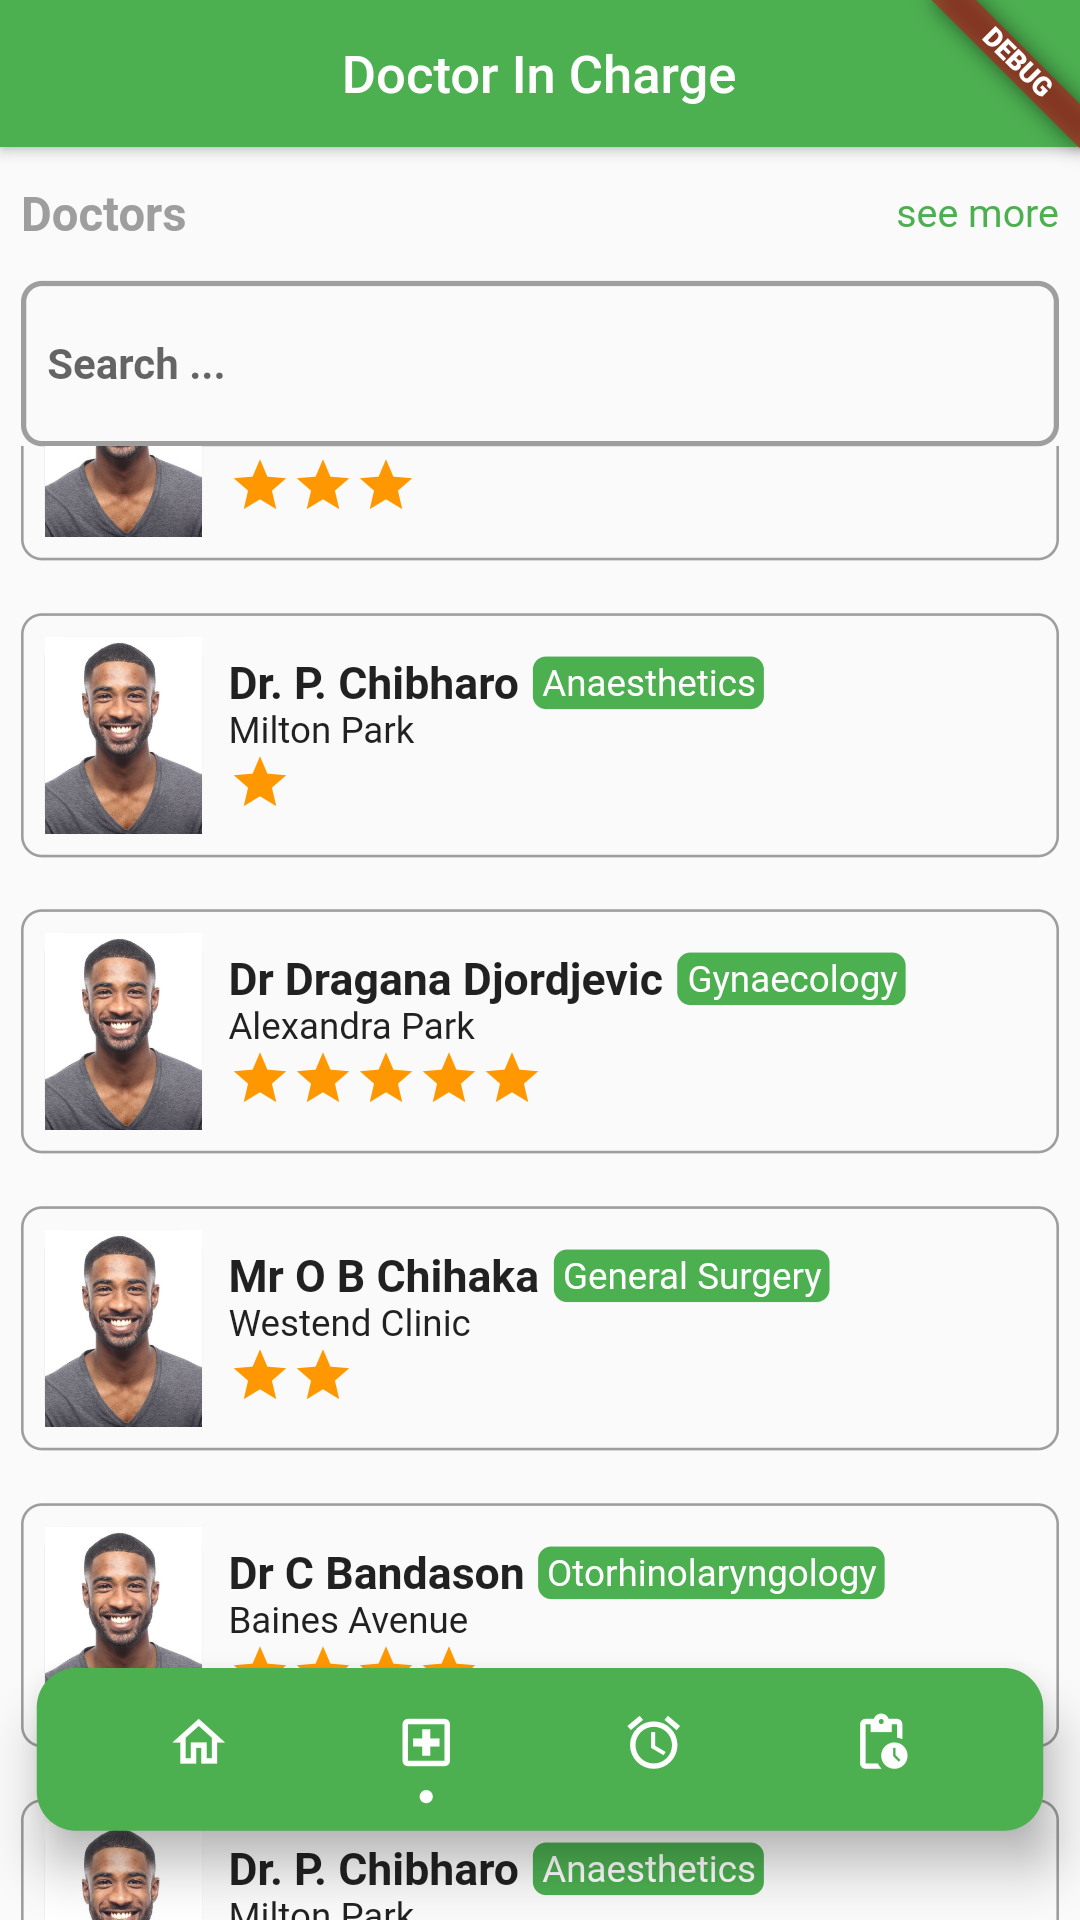 Doctor In Charge
DEBUG
Doctors
see more
Search ...
Dr. P. Chibharo Anaesthetics
Milton Park
Dr Dragana Djordjevic Gynaecology
Alexandra Park
Mr O B Chihaka General Surgery
Westend Clinic
Dr C Bandason Otorhinolaryngology
Baines Avenue
Dr. P. Chibharo Anaesthetics
Milton Park